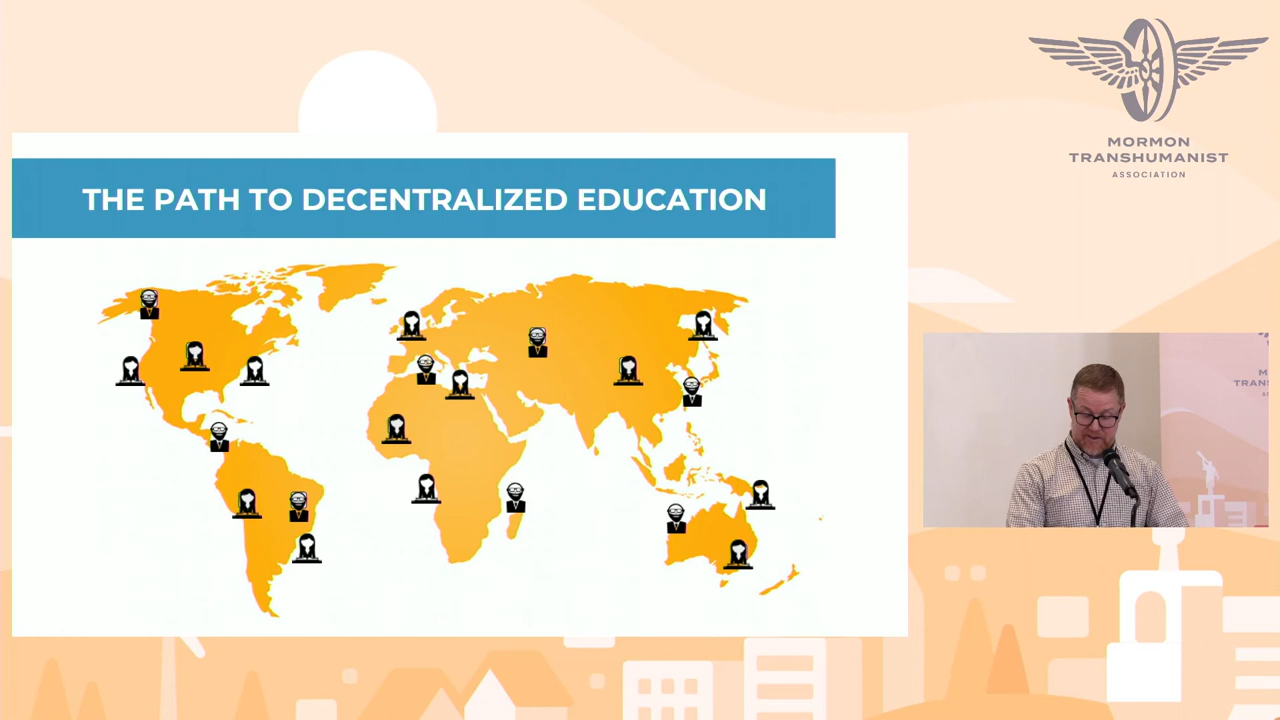 THE PATH TO DECENTRALIZED EDUCATION
MORMON
TRANSHUMANIST
ASSOCIATION